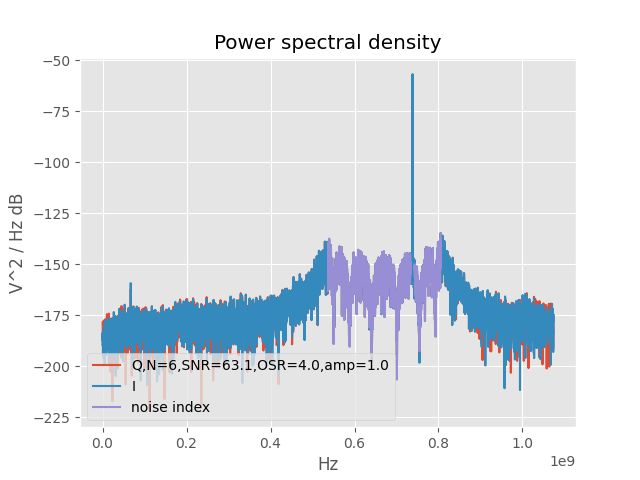 Power spectral density
V^2 / Hz dB
−50
−75
−100
−125
−150
−175
−200
−225
Q,N=6,SNR=63.1,OSR=4.0,amp=1.0
I
noise index
0.0 0.2 0.4 0.6 0.8 1.0
1e9
Hz